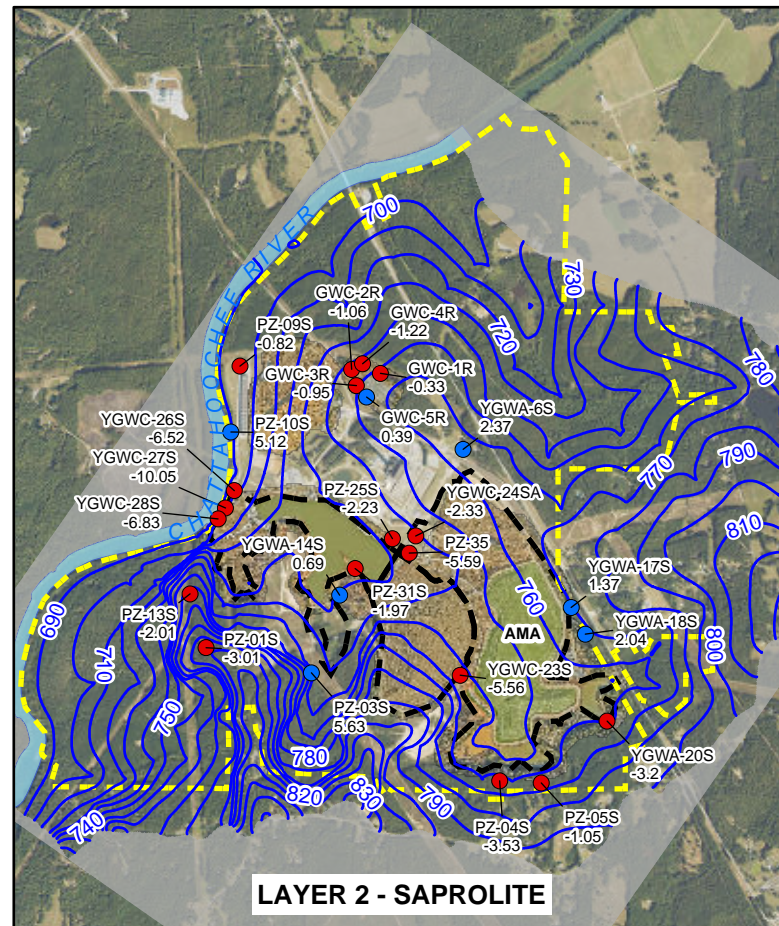 700
730
720
780
CHATTAHOOCHEE RIVER
GWC-2R
-1.06
GWC-4R
-1.22
PZ-09S
-0.82
GWC-3R
-0.95
GWC-1R
-0.33
GWC-5R
0.39
YGWA-6S
2.37
YGWC-26S
-6.52
PZ-10S
5.12
YGWC-27S
-10.05
YGWC-28S
-6.83
770
790
810
PZ-25S
-2.23
YGWC-24SA
-2.33
YGWA-14S
0.69
PZ-35
-5.59
YGWA-17S
1.37
760
PZ-31S
-1.97
690
PZ-13S
-2.01
AMA
YGWA-18S
2.04
800
710
PZ-01S
-3.01
YGWC-23S
-5.56
750
PZ-03S
5.63
YGWA-20S
-3.2
780
820
830
790
740
PZ-04S
-3.53
PZ-05S
-1.05
LAYER 2 - SAPROLITE